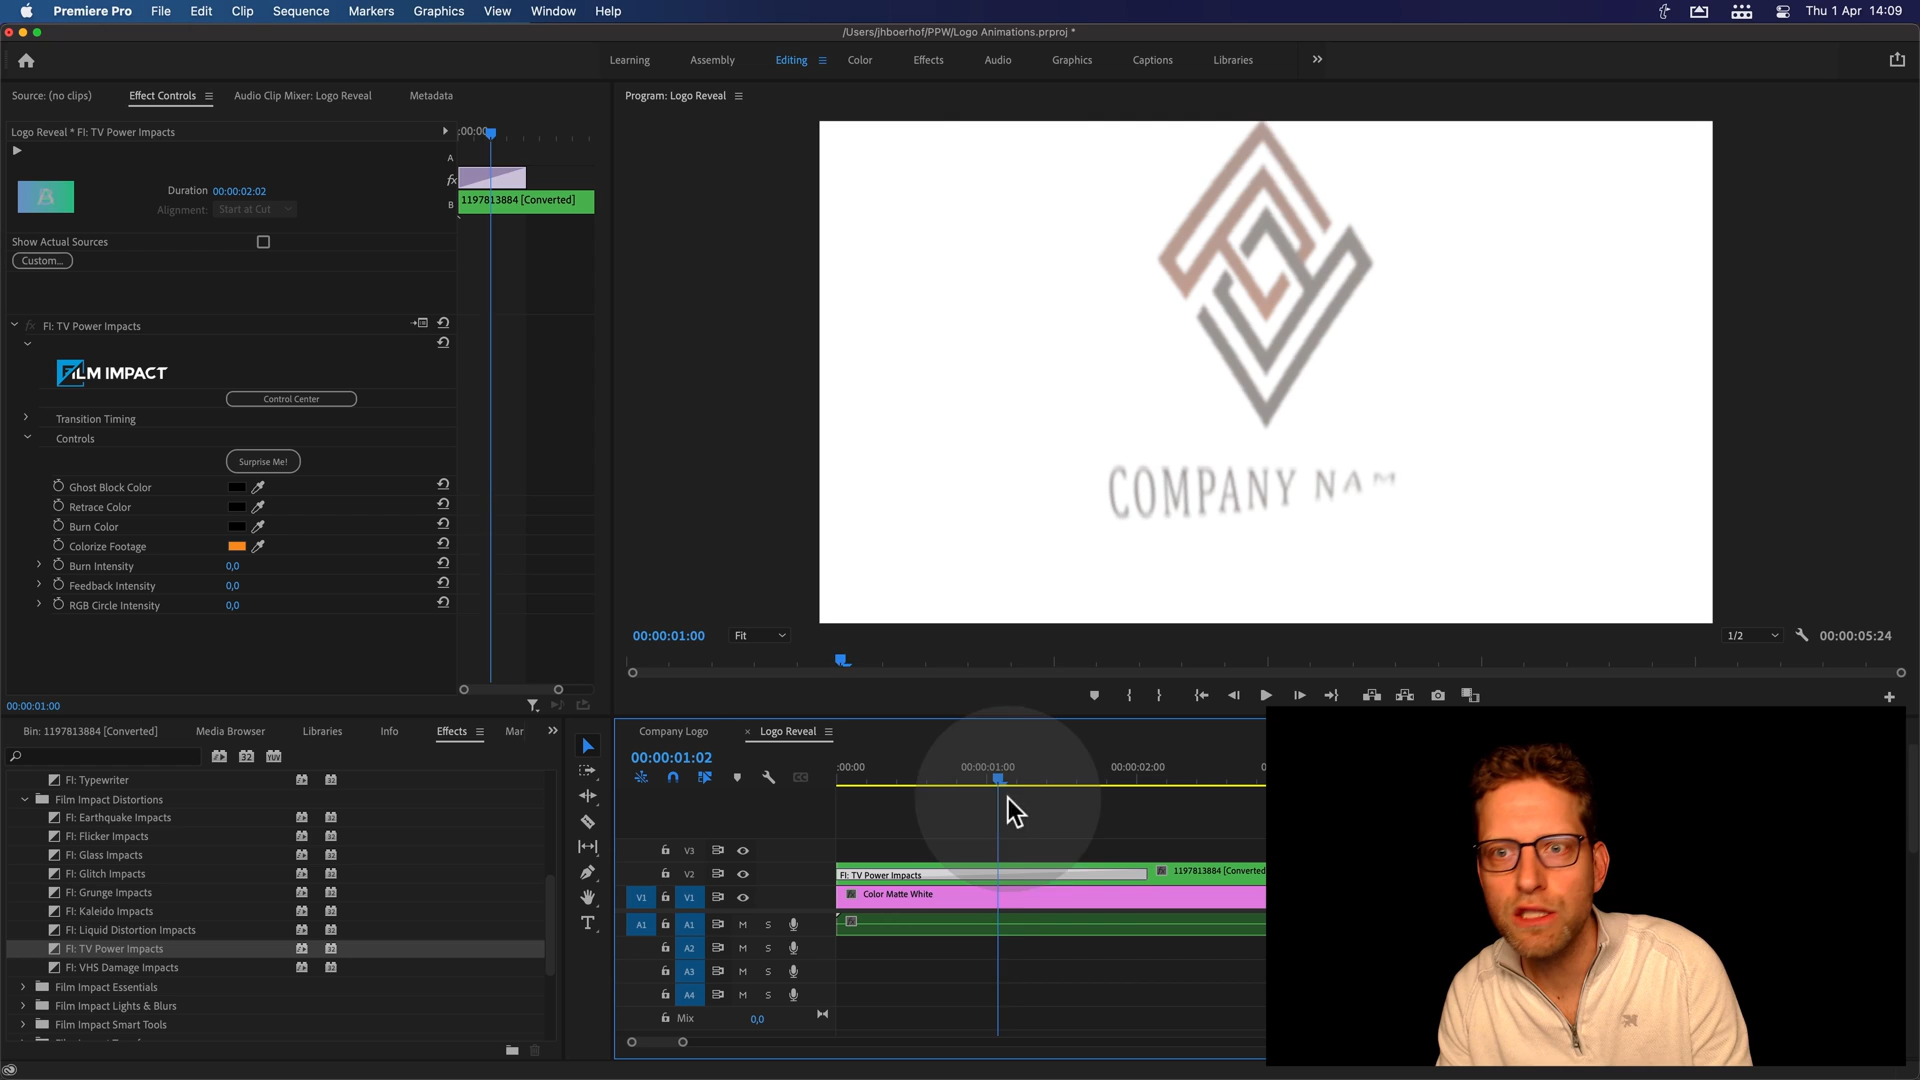 Premiere Pro File Edit Clip Sequence Markers Graphics View Window Help Thu 1 Apr 14:09
/Users/jhboerhof/PPW/Logo Animations.prproj *
Learning Assembly Editing Color Effects Audio Graphics Captions Libraries
Source: (no clips) Effect Controls Audio Clip Mixer: Logo Reveal Metadata
Program: Logo Reveal
Logo Reveal * FI: TV Power Impacts
:00:00
A
fx
B
1197813884 [Converted]
Duration 00:00:02:02
Alignment: Start at Cut
Show Actual Sources
Custom...
FI: TV Power Impacts
FILM IMPACT
Control Center
Transition Timing
Controls
Surprise Me!
Ghost Block Color
Retrace Color
Burn Color
Colorize Footage
Burn Intensity 0,0
Feedback Intensity 0,0
RGB Circle Intensity 0,0
00:00:01:00
COMPANY NAM
00:00:01:00 Fit 1/2 00:00:05:24
Bin: 1197813884 [Converted] Media Browser Libraries Info Effects Mar
32 YUV
FI: Typewriter
Film Impact Distortions
FI: Earthquake Impacts
FI: Flicker Impacts
FI: Glass Impacts
FI: Glitch Impacts
FI: Grunge Impacts
FI: Kaleido Impacts
FI: Liquid Distortion Impacts
FI: TV Power Impacts
FI: VHS Damage Impacts
Film Impact Essentials
Film Impact Lights & Blurs
Film Impact Smart Tools
Company Logo × Logo Reveal
00:00:01:02
:00:00 00:00:01:00 00:00:02:00 0
V3
V2 FI: TV Power Impacts 1197813884 [Converted
V1 V1 Color Matte White
A1 A1 M S
A2 M S
A3 M S
A4 M S
Mix 0,0